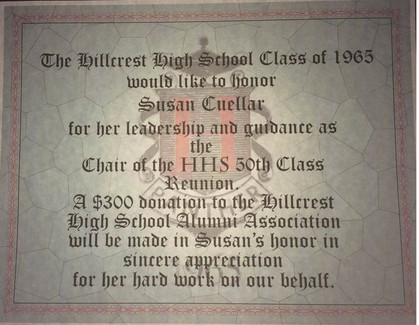 The Hillcrest High School Class of 1965
would like to honor
Susan Cuellar
for her leadership and guidance as
the
Chair of the HHS 50th Class
Reunion.
A $300 donation to the Hillcrest
High School Alumni Association
will be made in Susan's honor in
sincere appreciation
for her hard work on our behalf.